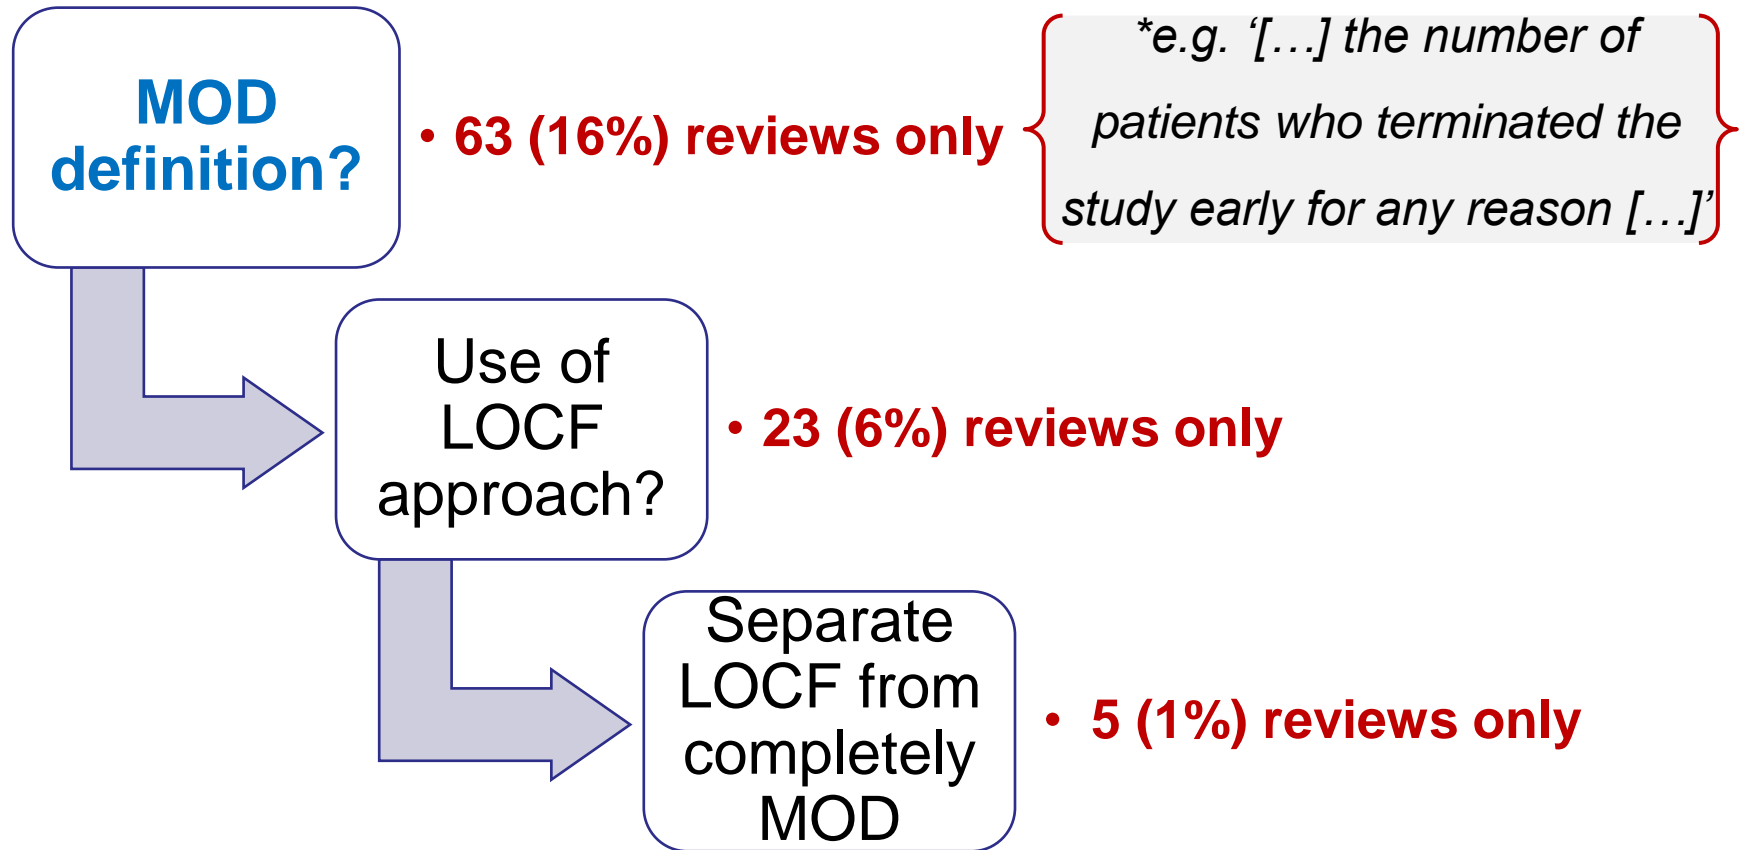 MOD
definition?
• 63 (16%) reviews only
*e.g. ‘[…] the number of
patients who terminated the
study early for any reason […]’
Use of
LOCF
approach?
• 23 (6%) reviews only
Separate
LOCF from
completely
MOD
• 5 (1%) reviews only